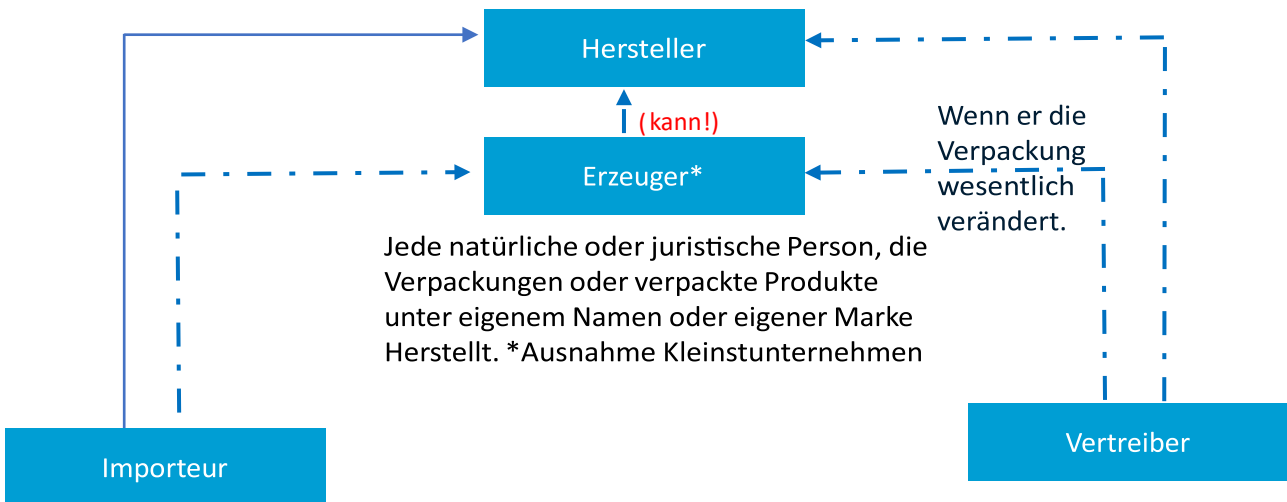 Hersteller
(kann!)
Erzeuger*
Wenn er die
Verpackung
wesentlich
verändert.
Jede natürliche oder juristische Person, die
Verpackungen oder verpackte Produkte
unter eigenem Namen oder eigener Marke
Herstellt. *Ausnahme Kleinstunternehmen
Importeur
Vertreiber